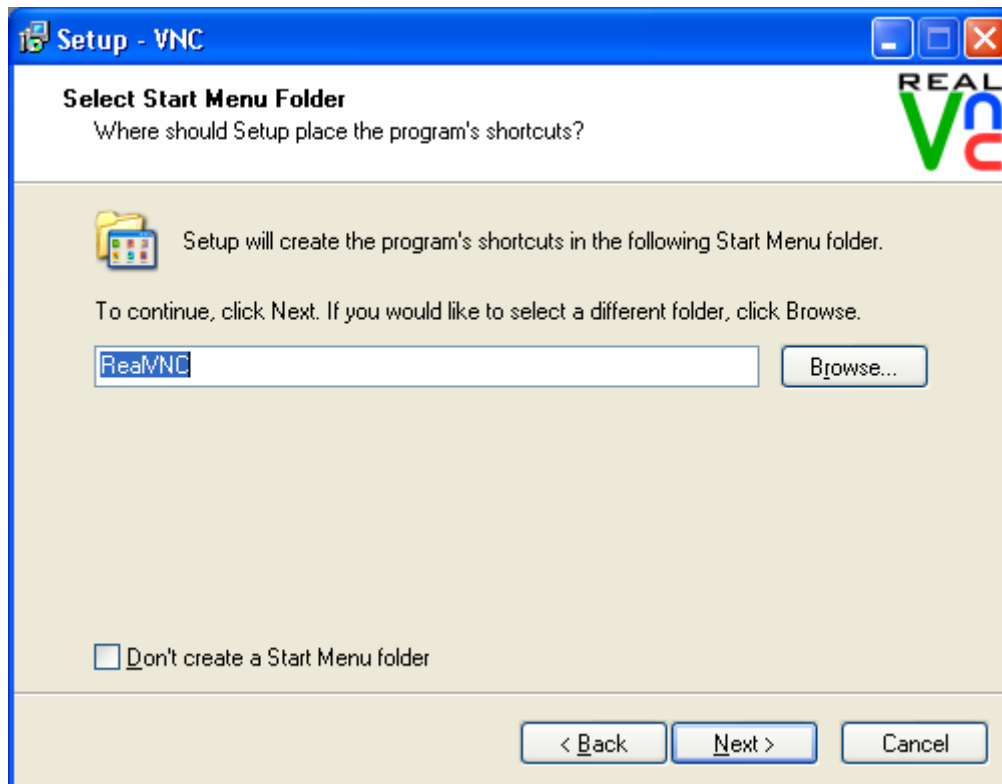 Setup - VNC
Select Start Menu Folder
Where should Setup place the program's shortcuts?
REAL
VNC
Setup will create the program's shortcuts in the following Start Menu folder.
To continue, click Next. If you would like to select a different folder, click Browse.
RealVNC
Browse...
Don't create a Start Menu folder
< Back
Next >
Cancel